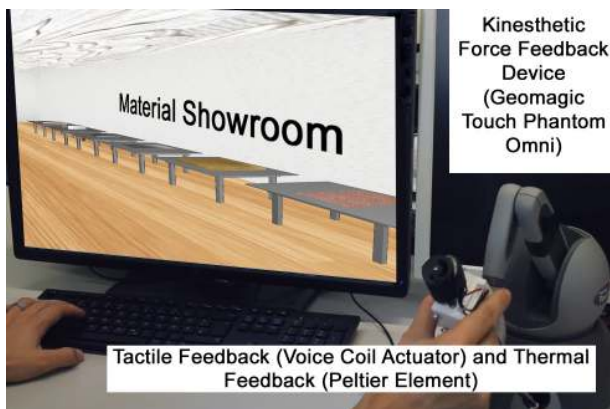 Kinesthetic
Force Feedback
Device
(Geomagic
Touch Phantom
Omni)
Material Showroom
Tactile Feedback (Voice Coil Actuator) and Thermal
Feedback (Peltier Element)